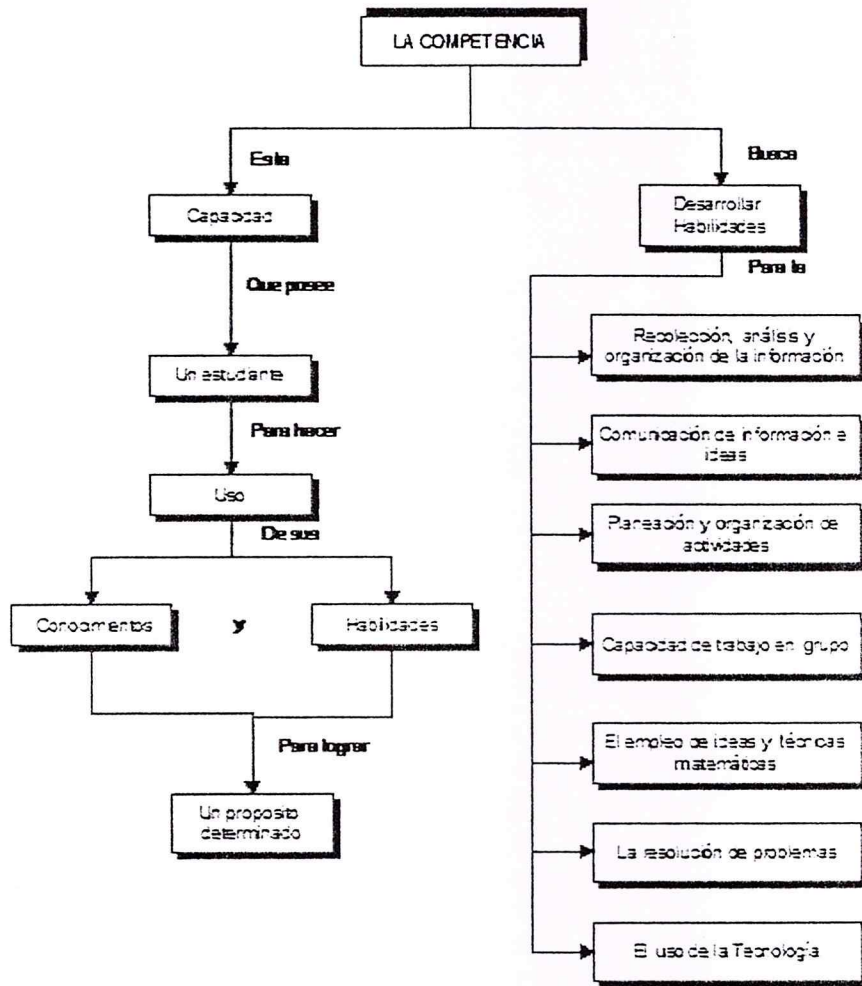 LA COMPETENCIA
Es la
Capacidad
Que posee
Un estudiante
Para hacer
Uso
De sus
Conocimientos
y
Habilidades
Para lograr
Un proposito
determinado
Busca
Desarrollar
Habilidades
Para la
Recolección, análisis y
organización de la información
Comunicación de información e
ideas
Planeación y organización de
actividades
Capacidad de trabajo en grupo
El empleo de ideas y técnicas
matemáticas
La resolución de problemas
El uso de la Tecnología